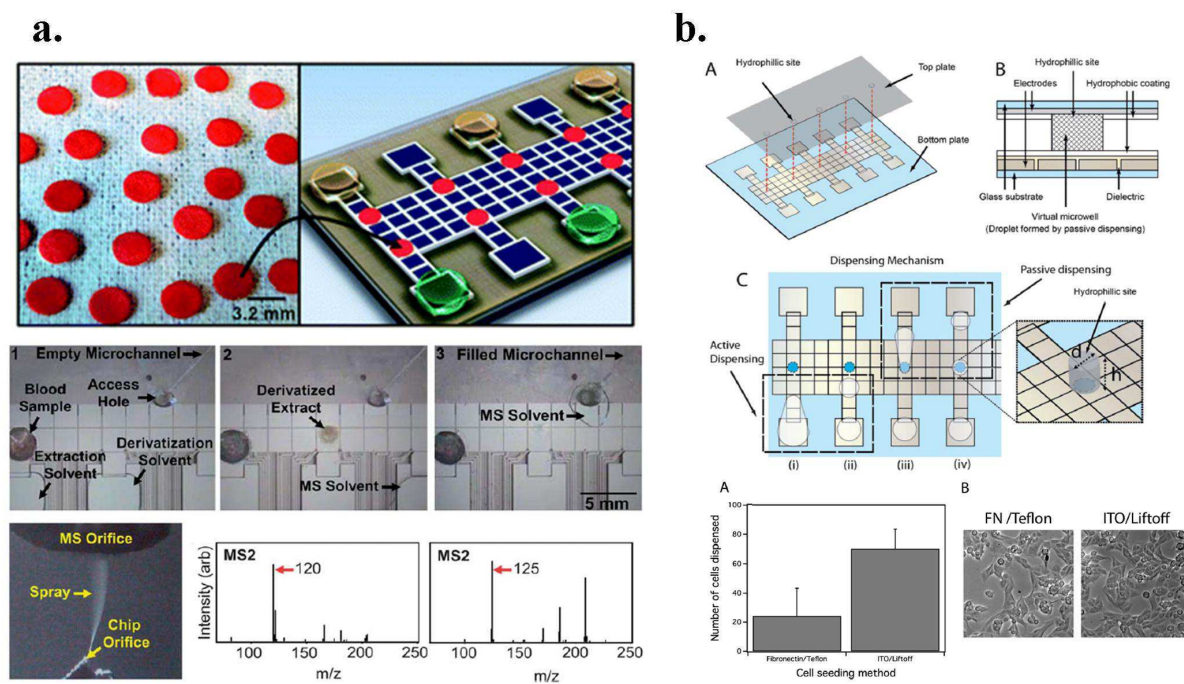 a.
3.2 mm
1 Empty Microchannel
Blood
Sample
Access
Hole
Extraction
Solvent
Derivatization
Solvent
2
Derivatized
Extract
MS Solvent
3 Filled Microchannel
MS Solvent
5 mm
MS Orifice
Spray
Chip
Orifice
Intensity (arb)
MS2
120
100 150 200 250
m/z
MS2
125
100 150 200 250
m/z
b.
A
Hydrophillic site
Top plate
Bottom plate
B
Hydrophillic
site
Electrodes
Hydrophobic coating
Glass substrate
Dielectric
Virtual microwell
(Droplet formed by passive dispensing)
C
Dispensing Mechanism
Passive dispensing
Hydrophillic site
Active
Dispensing
d
h
(i) (ii) (iii) (iv)
A
Number of cells dispensed
100
80
60
40
20
0
Fibronectin/Teflon ITO/Liftoff
Cell seeding method
B
FN /Teflon ITO/Liftoff